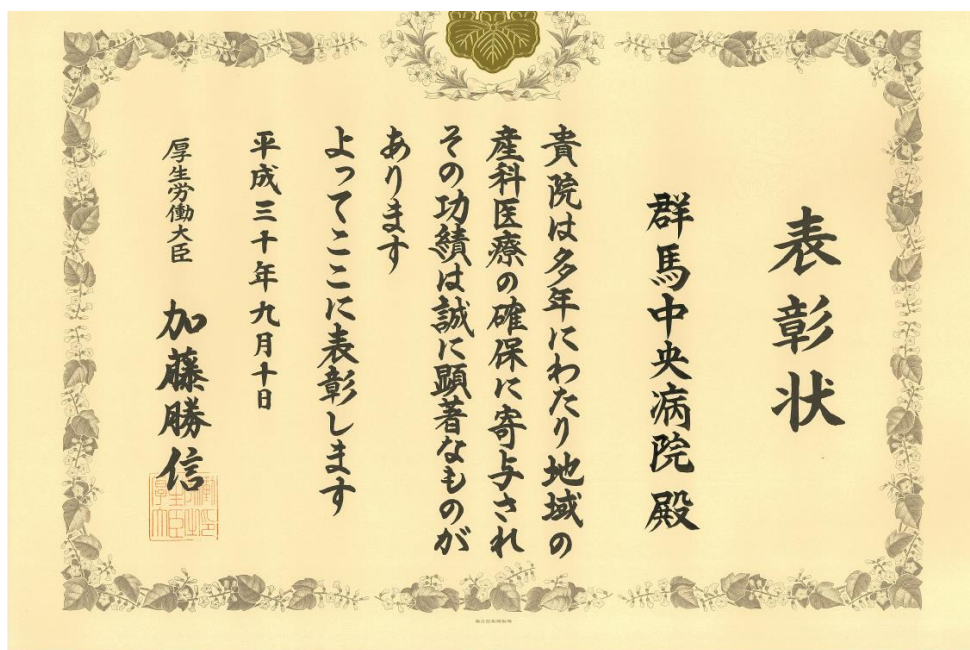 表彰状
群馬中央病院殿
貴院は多年にわたり地域の
産科医療の確保に寄与され
その功績は誠に顕著なものが
あります
よってここに表彰します
平成三十年九月十日
厚生労働大臣 加藤勝信